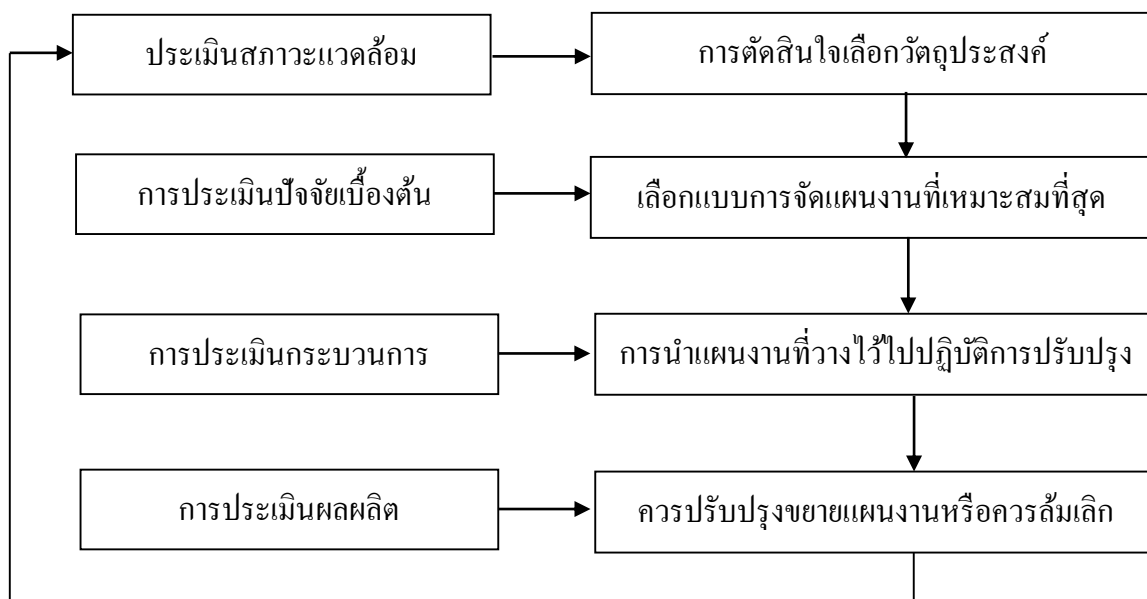 ประเมินสภาวะแวดล้อม
การตัดสินใจเลือกวัตถุประสงค์
การประเมินปัจจัยเบื้องต้น
เลือกแบบการจัดแผนงานที่เหมาะสมที่สุด
การประเมินกระบวนการ
การนำแผนงานที่วางไว้ไปปฏิบัติการปรับปรุง
การประเมินผลผลิต
ควรปรับปรุงขยายแผนงานหรือควรล้มเลิก